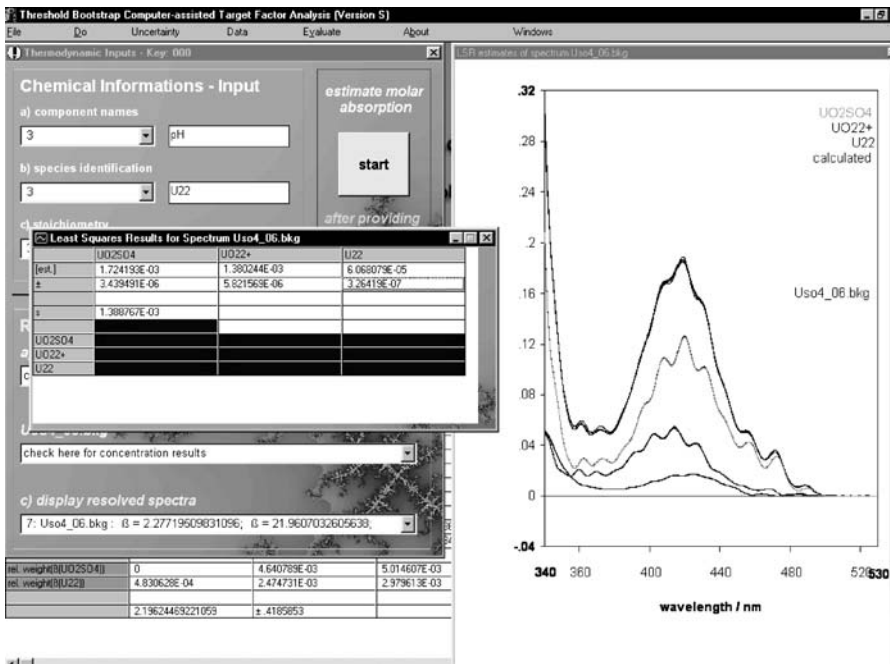 Threshold Bootstrap Computer-assisted Target Factor Analysis (Version S)
File Do Uncertainty Data Evaluate About Windows
Thermodynamic Inputs - Key: 000
Chemical Informations - Input
a) component names
3 pH
b) species identification
3 U22
c) stoichiometry
estimate molar
absorption
start
after providing
Least Squares Results for Spectrum Uso4_06.bkg
UO2SO4 UO22+ U22
[est.] 1.724193E-03 1.380244E-03 6.068079E-05
± 3.439491E-06 5.821569E-06 3.26419E-07
s 1.388767E-03
UO2SO4
UO22+
U22
check here for concentration results
c) display resolved spectra
7: Uso4_06.bkg : ß = 2.27719509831096; ß = 21.9607032605638;
rel. weight(ß(UO2SO4)) 0 4.640789E-03 5.014607E-03
rel. weight(ß(U22)) 4.830628E-04 2.474731E-03 2.979613E-03
2.19624469221059 ± .4185853
LSR estimates of spectrum Uso4_06.bkg
.32
.28
.24
.2
.16
.12
.08
.04
0
-.04
UO2SO4
UO22+
U22
calculated
Uso4_06.bkg
340 360 400 440 480 520 530
wavelength / nm